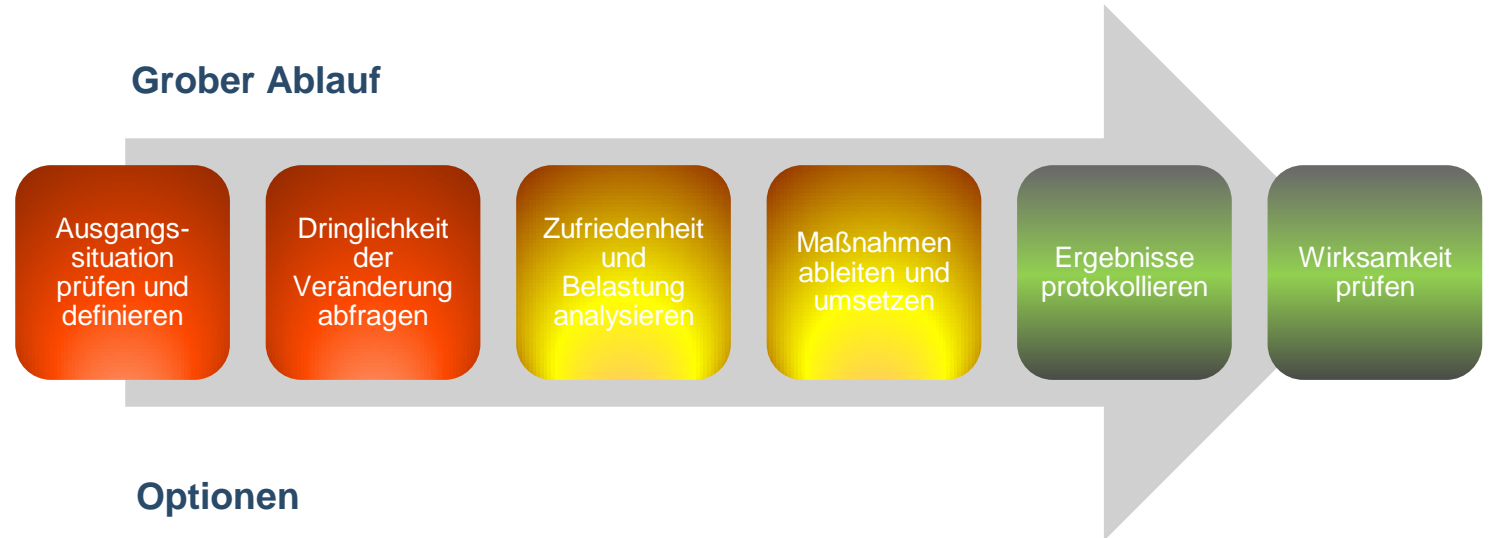 Grober Ablauf
Ausgangs-
situation
prüfen und
definieren
Dringlichkeit
der
Veränderung
abfragen
Zufriedenheit
und
Belastung
analysieren
Maßnahmen
ableiten und
umsetzen
Ergebnisse
protokollieren
Wirksamkeit
prüfen
Optionen